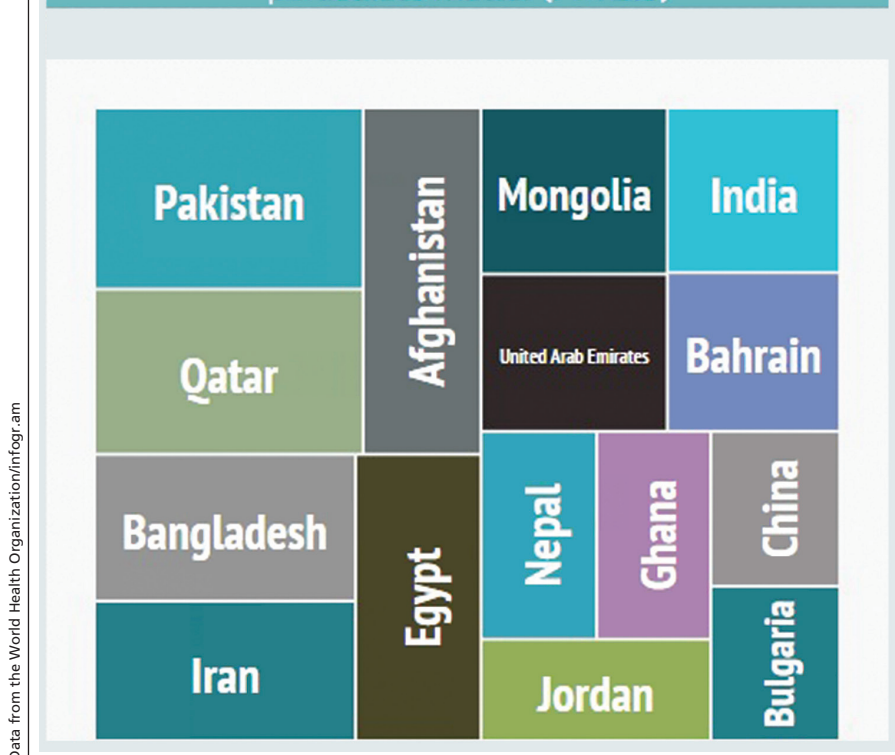 Pakistan
Afghanistan
Mongolia
India
Qatar
United Arab Emirates
Bahrain
Bangladesh
Egypt
Nepal
Ghana
China
Iran
Jordan
Bulgaria
from the World Health Organization/infogr.am